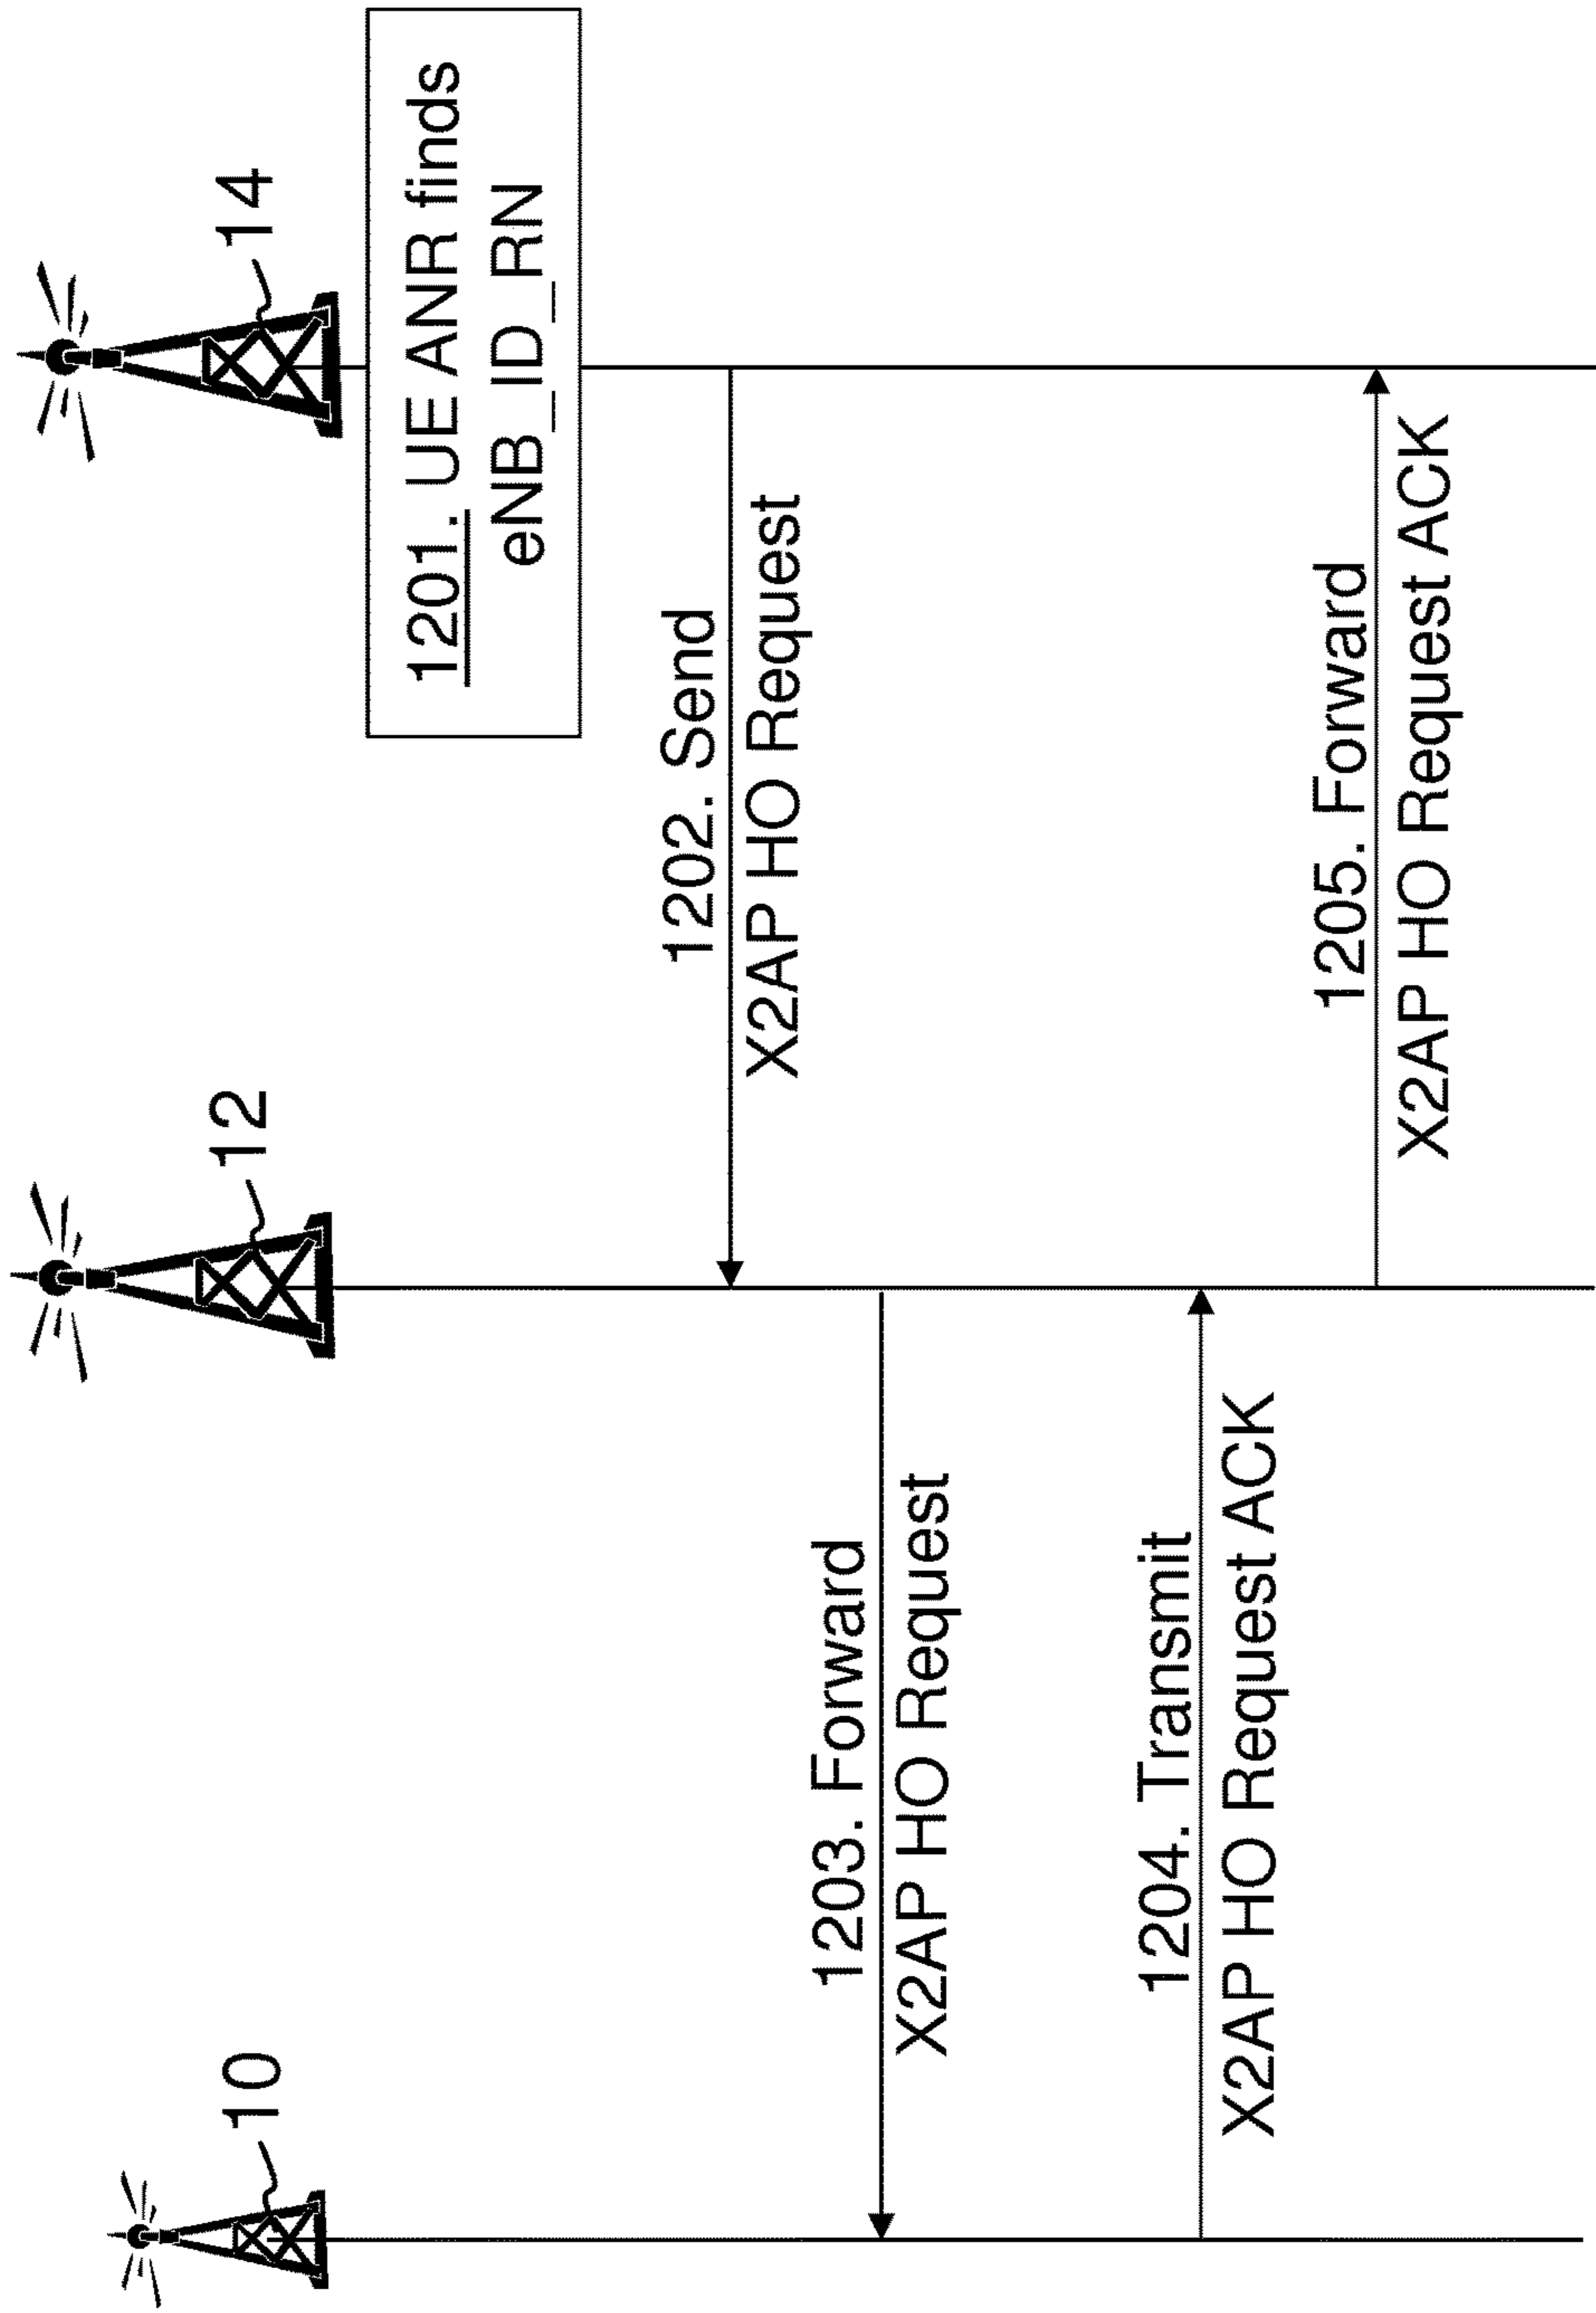 10
12
14
1201. UE ANR finds
eNB_ID_RN
1202. Send
X2AP HO Request
1203. Forward
X2AP HO Request
1204. Transmit
X2AP HO Request ACK
1205. Forward
X2AP HO Request ACK